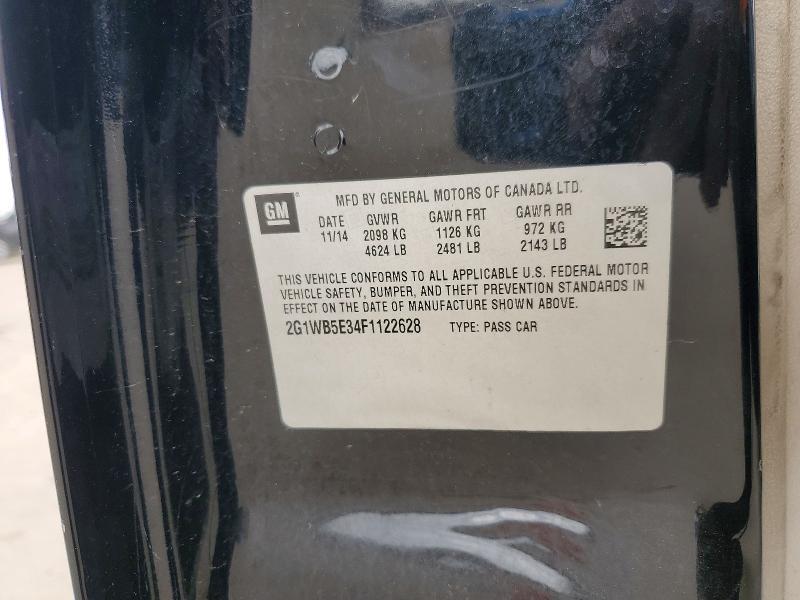 GM ®
MFD BY GENERAL MOTORS OF CANADA LTD.
DATE GVWR GAWR FRT GAWR RR
11/14 2098 KG 1126 KG 972 KG
4624 LB 2481 LB 2143 LB
THIS VEHICLE CONFORMS TO ALL APPLICABLE U.S. FEDERAL MOTOR
VEHICLE SAFETY, BUMPER, AND THEFT PREVENTION STANDARDS IN
EFFECT ON THE DATE OF MANUFACTURE SHOWN ABOVE.
2G1WB5E34F1122628 TYPE: PASS CAR